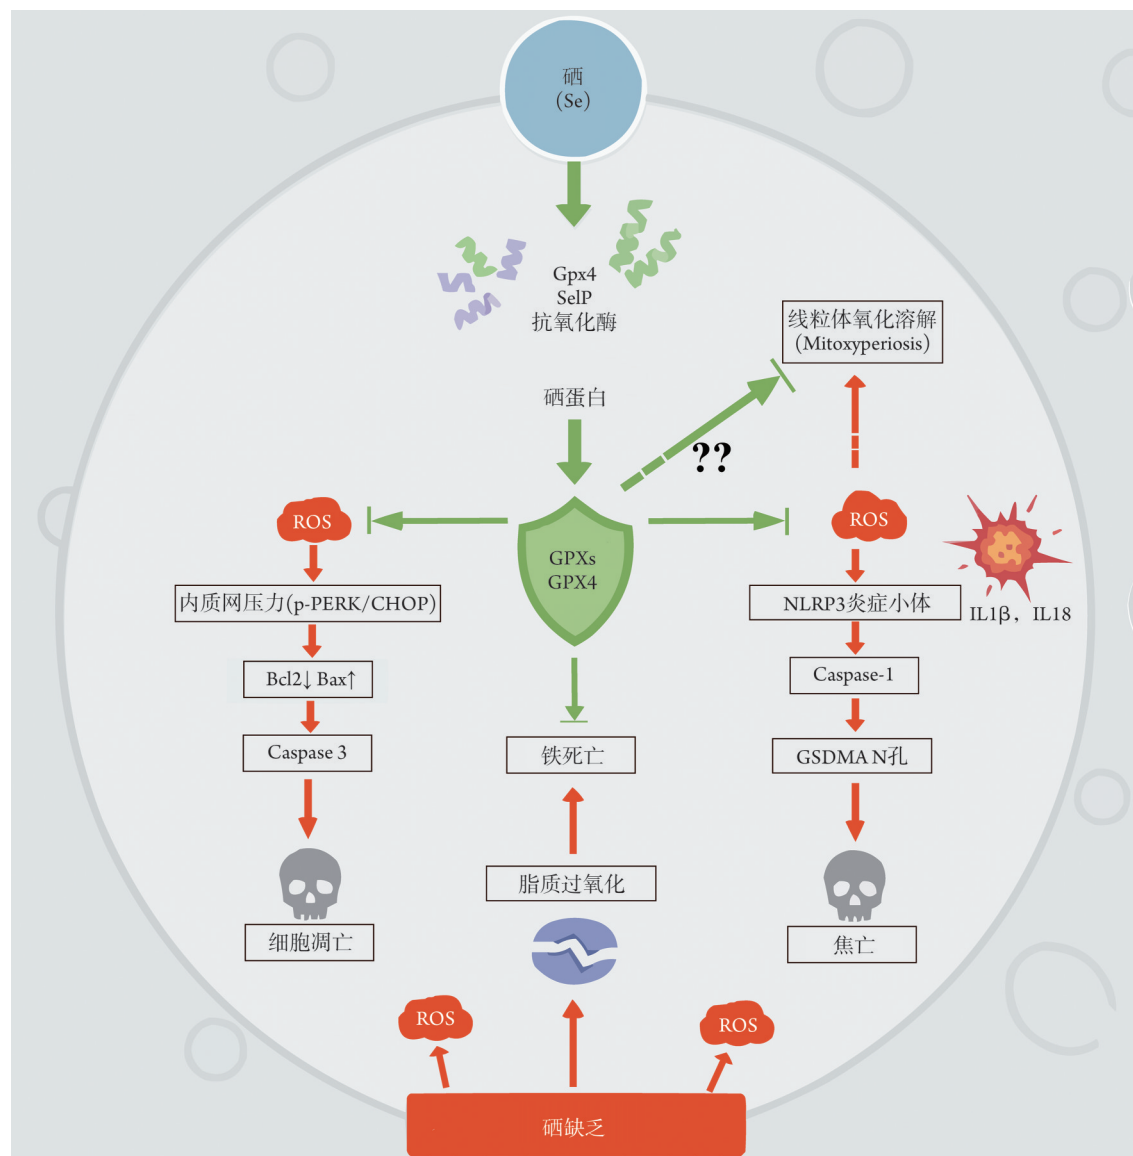 硒
(Se)
Gpx4
SelP
抗氧化酶
线粒体氧化溶解
(Mitoxyperiosis)
硒蛋白
??
ROS
GPXs
GPX4
ROS
内质网压力(p-PERK/CHOP)
NLRP3炎症小体
IL1β，IL18
Bcl2↓ Bax↑
Caspase-1
Caspase 3
铁死亡
GSDMA N孔
脂质过氧化
细胞凋亡
焦亡
ROS
ROS
硒缺乏